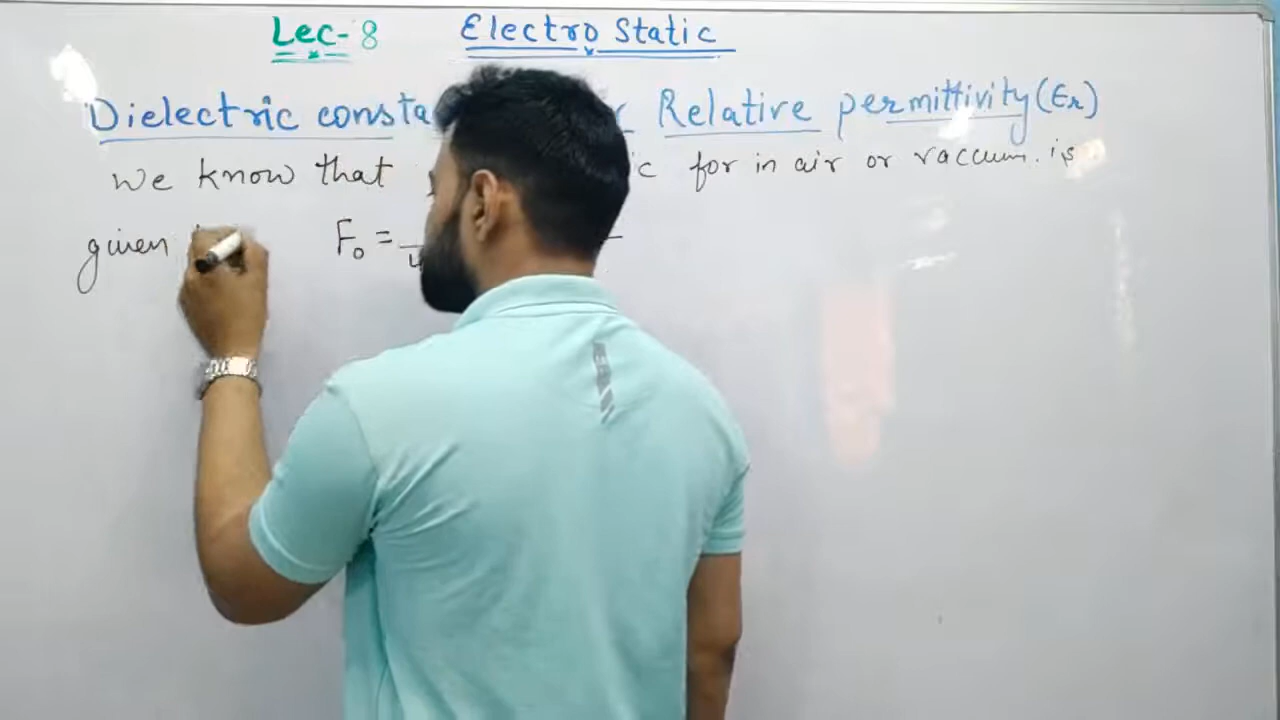 Lec-8 Electro Static
Dielectric Relative permittivity (εr)
we know that for in air or vaccum. is
given F₀ =